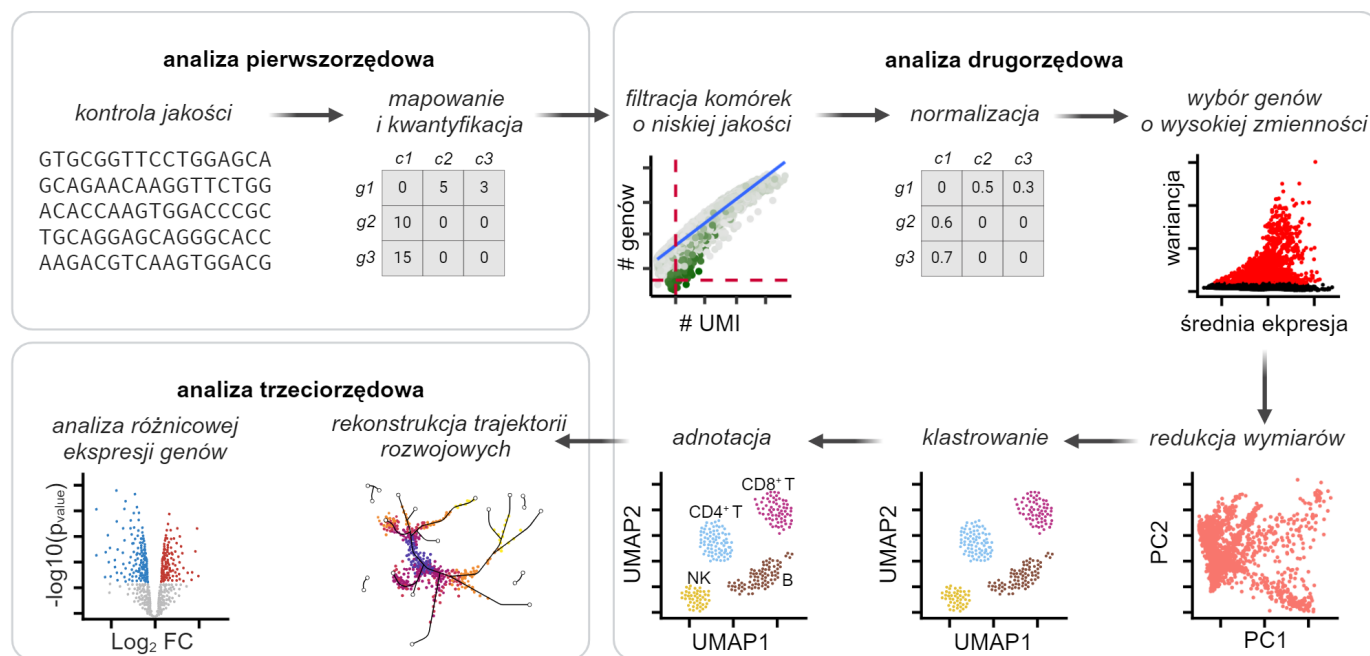 analiza pierwszorzędowa
kontrola jakości
mapowanie
i kwantyfikacja
GTGCGGTTCCTGGAGCA
GCAGAACAAGGTTCTGG
ACACCAAGTGGACCCGC
TGCAGGAGCAGGGCACC
AAGACGTCAAGTGGACG
c1 c2 c3
g1 0 5 3
g2 10 0 0
g3 15 0 0
analiza drugorzędowa
filtracja komórek
o niskiej jakości
# genów
# UMI
normalizacja
c1 c2 c3
g1 0 0.5 0.3
g2 0.6 0 0
g3 0.7 0 0
wybór genów
o wysokiej zmienności
wariancja
średnia ekpresja
redukcja wymiarów
PC2
PC1
klastrowanie
UMAP2
UMAP1
adnotacja
CD8⁺ T
CD4⁺ T
NK
B
UMAP2
UMAP1
analiza trzeciorzędowa
rekonstrukcja trajektorii
rozwojowych
analiza różnicowej
ekspresji genów
-log10(pvalue)
Log₂ FC